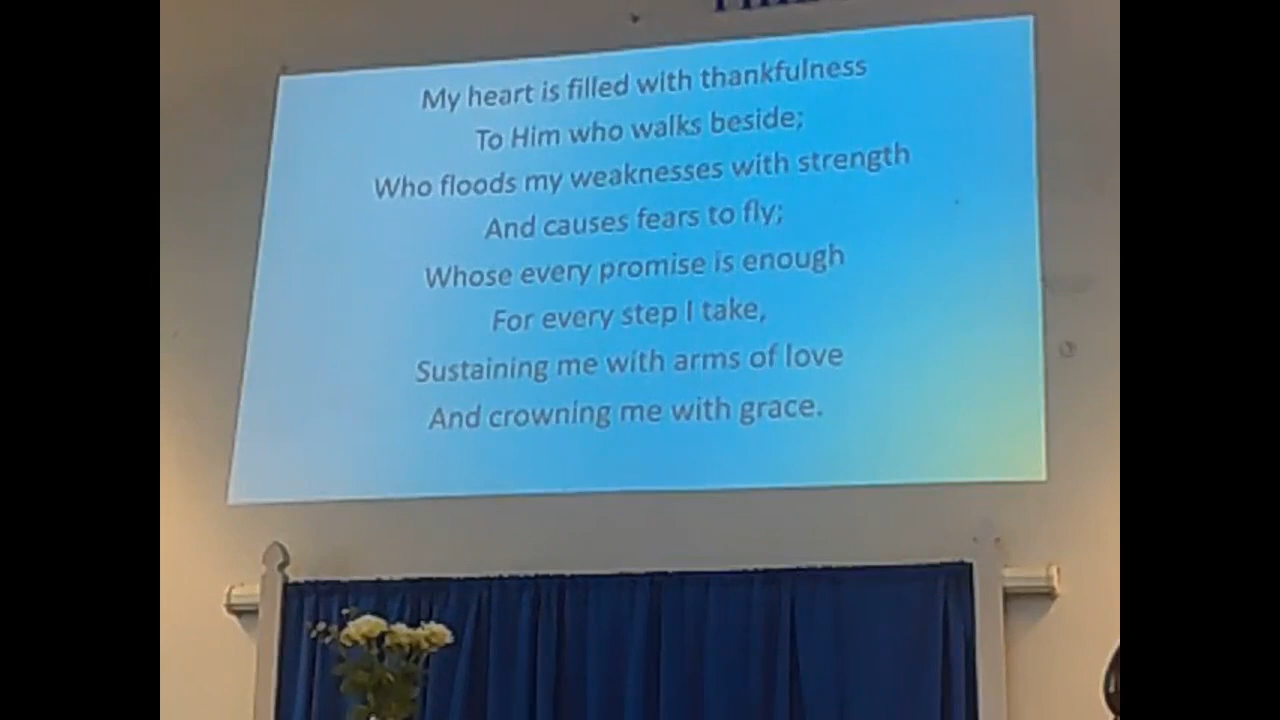 My heart is filled with thankfulness
To Him who walks beside;
Who floods my weaknesses with strength
And causes fears to fly;
Whose every promise is enough
For every step I take,
Sustaining me with arms of love
And crowning me with grace.